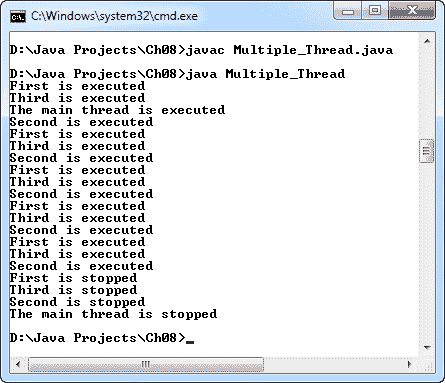 C:\Windows\system32\cmd.exe
D:\Java Projects\Ch08>javac Multiple_Thread.java
D:\Java Projects\Ch08>java Multiple_Thread
First is executed
Third is executed
The main thread is executed
Second is executed
First is executed
Third is executed
Second is executed
First is executed
Third is executed
Second is executed
First is executed
Third is executed
Second is executed
First is executed
Third is executed
Second is executed
First is stopped
Third is stopped
Second is stopped
The main thread is stopped
D:\Java Projects\Ch08>_